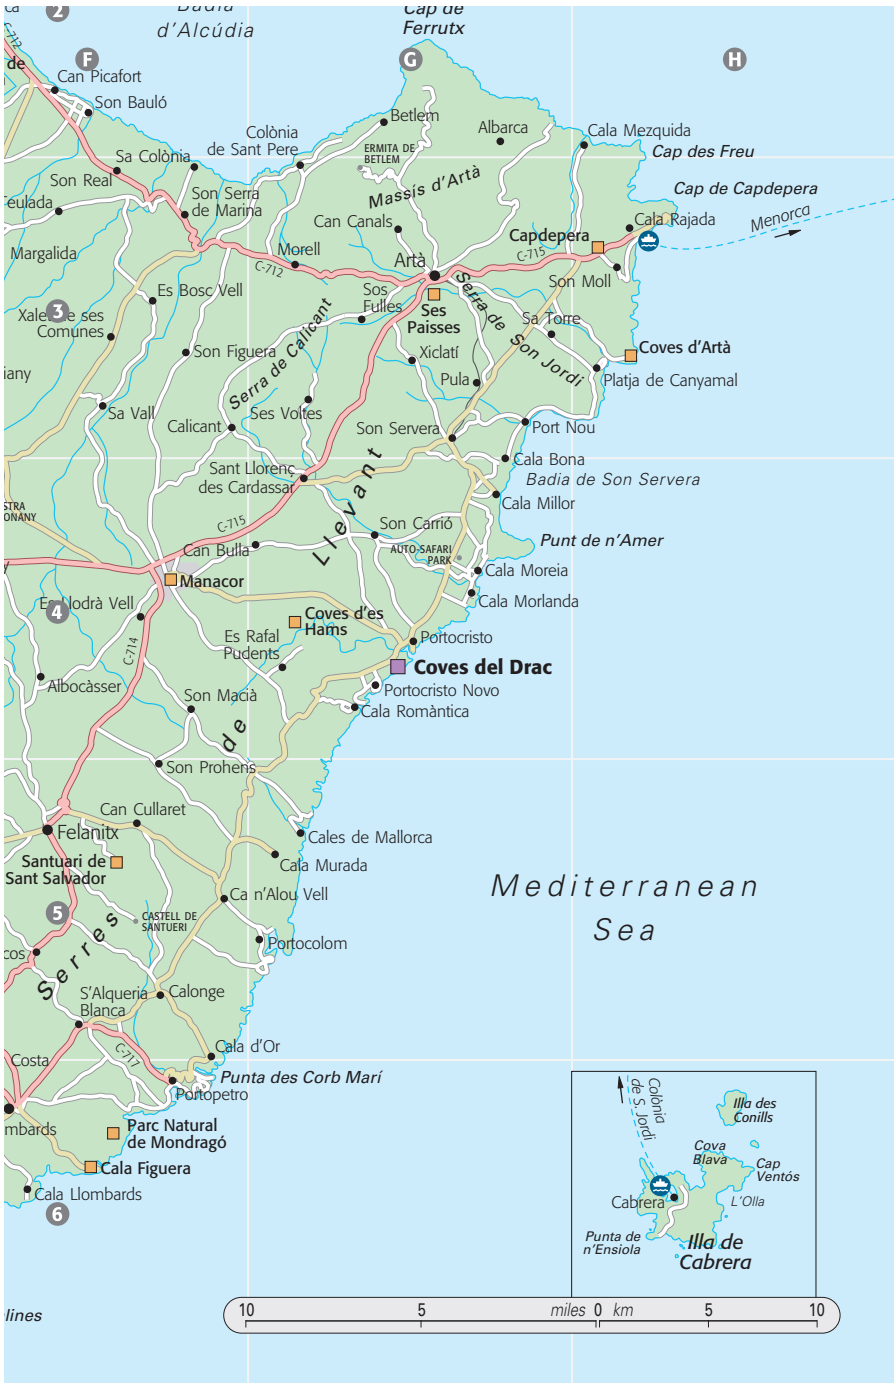 Ca
2
Badia
d'Alcúdia
Cap de
Ferrutx
C-712
de
F
G
H
Can Picafort
Son Bauló
Betlem
Albarca
Cala Mezquida
Colònia
de Sant Pere
ERMITA DE
BETLEM
Cap des Freu
Sa Colònia
Son Real
Massís d'Artà
Cap de Capdepera
Son Serra
de Marina
Can Canals
Cala Rajada
Menorca
Margalida
Capdepera
Morell
Artà
C-715
C-712
Son Moll
Es Bosc Vell
Sos
Fulles
Ses
Païsses
Serra de Son Jordi
3
Comunes
Sa Torre
Serra de Calicant
Son Figuera
Xiclatí
Coves d'Artà
Pula
Platja de Canyamal
Sa Vall
Ses Voltes
Calicant
Son Servera
Port Nou
Cala Bona
Sant Llorenç
des Cardassar
Badia de Son Servera
Cala Millor
C-715
Son Carrió
Can Bulla
AUTO-SAFARI
PARK
Punt de n'Amer
Manacor
Cala Moreia
Cala Morlanda
4
Es Llodrà Vell
Coves d'es
Hams
C-714
Es Rafal
Pudents
Portocristo
Coves del Drac
Albocàsser
Portocristo Novo
Son Macià
Cala Romàntica
Serres de Llevant
Son Prohens
Can Cullaret
Felanitx
Cales de Mallorca
Santuari de
Sant Salvador
Cala Murada
Ca n'Alou Vell
Mediterranean
Sea
5
CASTELL DE
SANTUERI
Portocolom
S'Alqueria
Blanca
Calonge
Costa
C-717
Cala d'Or
Punta des Corb Marí
Portopetro
Parc Natural
de Mondragó
Cala Figuera
Cala Llombards
6
Colònia
de S. Jordi
Illa des
Conills
Cova
Blava
Cap
Ventós
Cabrera
L'Olla
Punta de
n'Ensiola
Illa de
Cabrera
10 5 miles 0 km 5 10